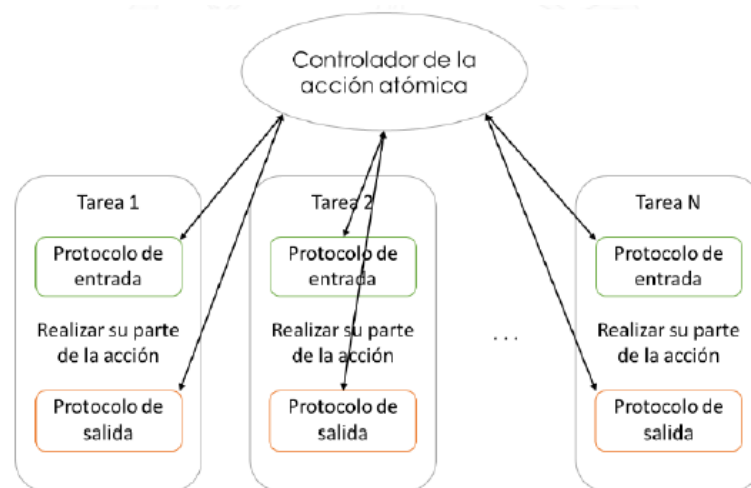 Controlador de la
acción atómica
Tarea 1
Protocolo de
entrada
Realizar su parte
de la acción
Protocolo de
salida
Tarea 2
Protocolo de
entrada
Realizar su parte
de la acción
Protocolo de
salida
...
Tarea N
Protocolo de
entrada
Realizar su parte
de la acción
Protocolo de
salida